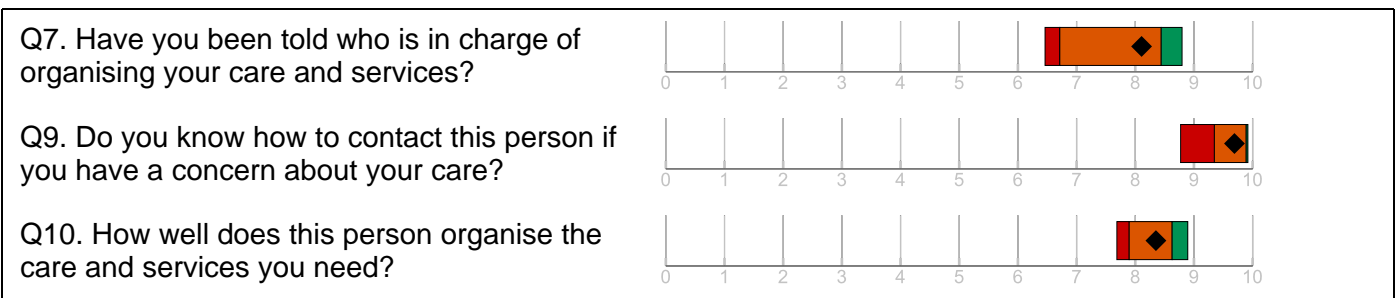 Q7. Have you been told who is in charge of
organising your care and services?
0 1 2 3 4 5 6 7 8 9 10
Q9. Do you know how to contact this person if
you have a concern about your care?
0 1 2 3 4 5 6 7 8 9 10
Q10. How well does this person organise the
care and services you need?
0 1 2 3 4 5 6 7 8 9 10